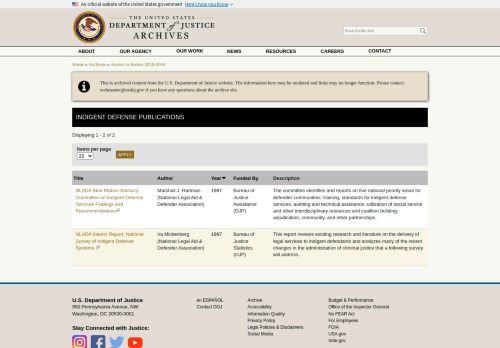 An official website of the United States government Here's how you know
THE UNITED STATES
DEPARTMENT of JUSTICE
ARCHIVES
Search this site
ABOUT OUR AGENCY OUR WORK NEWS RESOURCES CAREERS CONTACT
Home » Archives » Access to Justice 2010-2018
This is archived content from the U.S. Department of Justice website. The information here may be outdated and links may no longer function. Please contact
webmaster@usdoj.gov if you have any questions about the archive site.
INDIGENT DEFENSE PUBLICATIONS
Displaying 1 - 2 of 2
Items per page
25 APPLY
Title Author Year Funded By Description
NLADA Blue Ribbon Advisory Committee on Indigent Defense Services Findings and Recommendations
Marshall J. Hartman (National Legal Aid & Defender Association)
1997
Bureau of Justice Assistance (OJP)
The committee identifies and reports on five national priority areas for defender communities: training, standards for indigent defense services, auditing and technical assistance, utilization of social service and other interdisciplinary resources and coalition building: adjudication, community, and other partnerships.
NLADA Interim Report: National Survey of Indigent Defense Systems
Ira Mickenberg (National Legal Aid & Defender Association)
1997
Bureau of Justice Statistics (OJP)
This report reviews existing research and literature on the delivery of legal services to indigent defendants and analyzes many of the recent changes in the administration of criminal justice that a following survey will address.
U.S. Department of Justice
950 Pennsylvania Avenue, NW
Washington, DC 20530-0001
Stay Connected with Justice:
en ESPAÑOL
Contact DOJ
Archive
Accessibility
Information Quality
Privacy Policy
Legal Policies & Disclaimers
Social Media
Budget & Performance
Office of the Inspector General
No FEAR Act
For Employees
FOIA
USA.gov
Vote.gov